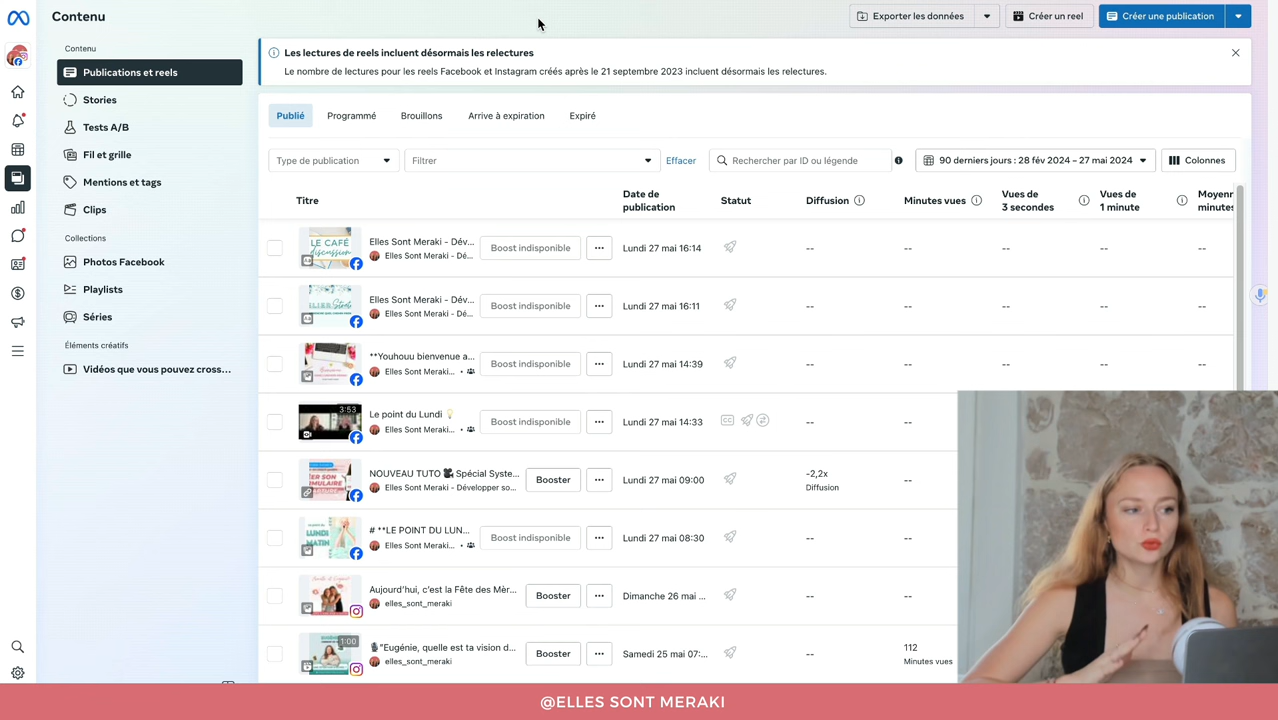 Contenu
Exporter les données
Créer un reel
Créer une publication
Contenu
Publications et reels
Stories
Tests A/B
Fil et grille
Mentions et tags
Clips
Collections
Photos Facebook
Playlists
Séries
Éléments créatifs
Vidéos que vous pouvez cross...
Les lectures de reels incluent désormais les relectures
Le nombre de lectures pour les reels Facebook et Instagram créés après le 21 septembre 2023 incluent désormais les relectures.
Publié Programmé Brouillons Arrive à expiration Expiré
Type de publication Filtrer Effacer Rechercher par ID ou légende 90 derniers jours : 28 fév 2024 – 27 mai 2024 Colonnes
Titre Date de publication Statut Diffusion Minutes vues Vues de 3 secondes Vues de 1 minute Moyenn minutes
LE CAFÉ discussion
Elles Sont Meraki - Dév... Boost indisponible ... Lundi 27 mai 16:14 -- -- -- -- --
Elles Sont Meraki - Dé...
Elles Sont Meraki - Dév... Boost indisponible ... Lundi 27 mai 16:11 -- -- -- -- --
Elles Sont Meraki - Dé...
**Youhouu bienvenue a... Boost indisponible ... Lundi 27 mai 14:39 -- -- -- -- --
Elles Sont Meraki... •
3:53
Le point du Lundi 💡 Boost indisponible ... Lundi 27 mai 14:33 CC -- --
Elles Sont Meraki... •
NOUVEAU TUTO 📽 Spécial Syste... Booster ... Lundi 27 mai 09:00 -2,2x --
Elles Sont Meraki - Développer so... Diffusion
# **LE POINT DU LUN... Boost indisponible ... Lundi 27 mai 08:30 -- --
Elles Sont Meraki... •
LUNDI MATIN
Aujourd'hui, c'est la Fête des Mèr... Booster ... Dimanche 26 mai ... -- --
elles_sont_meraki
1:00
🎙"Eugénie, quelle est ta vision d... Booster ... Samedi 25 mai 07:... -- 112
elles_sont_meraki Minutes vues
@ELLES SONT MERAKI